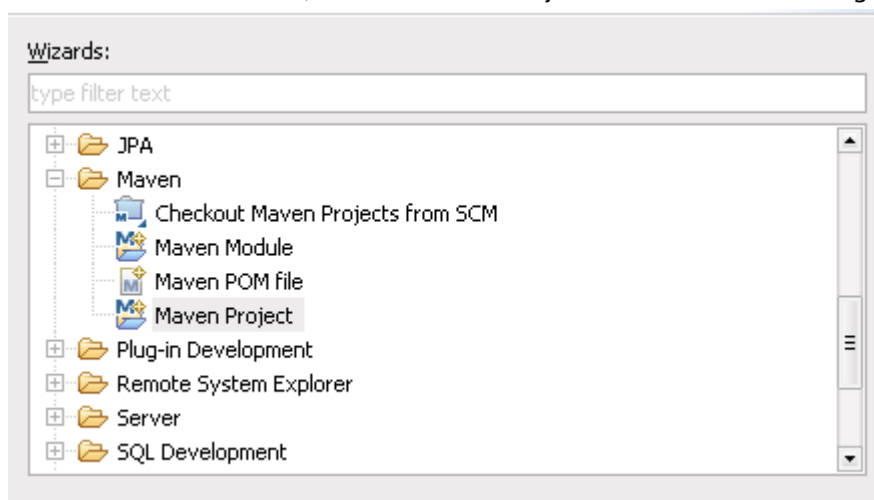 Wizards:
type filter text
JPA
Maven
Checkout Maven Projects from SCM
Maven Module
Maven POM file
Maven Project
Plug-in Development
Remote System Explorer
Server
SQL Development